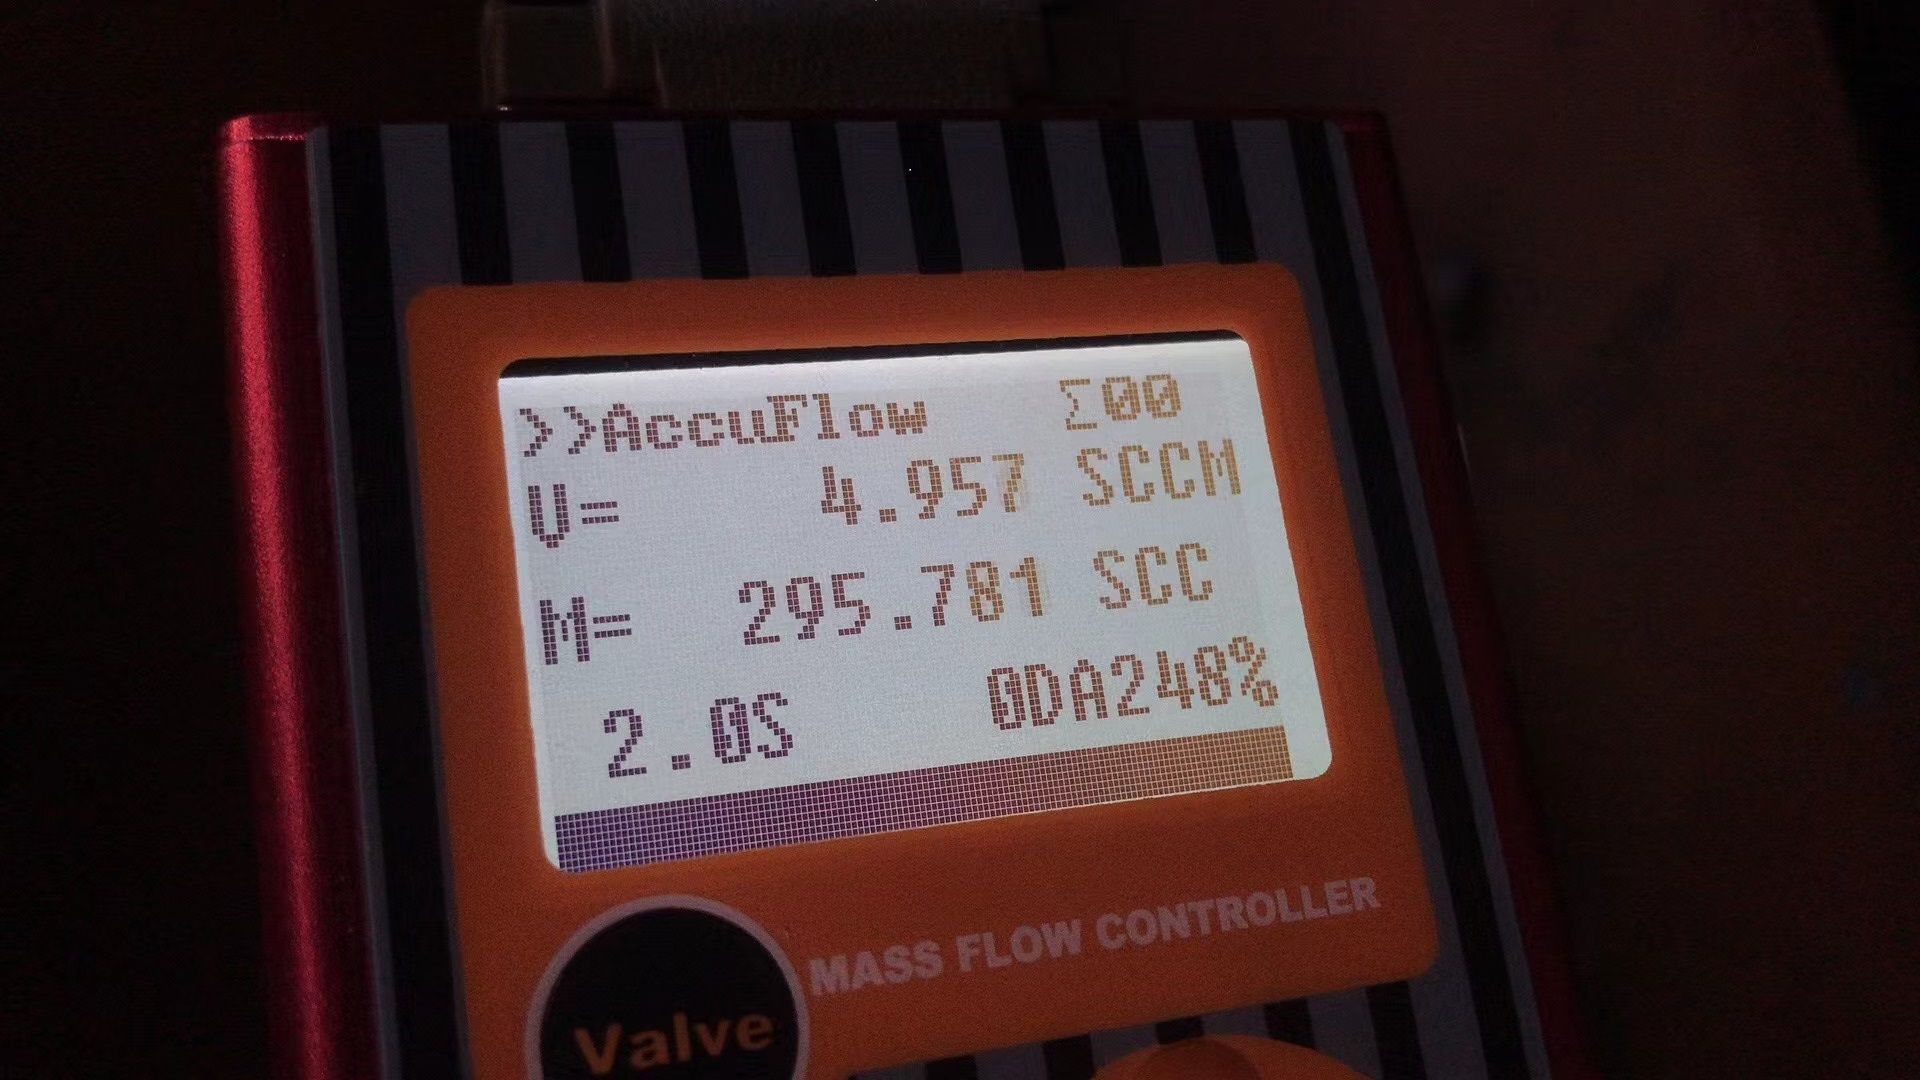 >>AccuFlow Σ00
U= 4.957 SCCM
M= 295.781 SCC
2.0S 0DA248%
MASS FLOW CONTROLLER
Valve